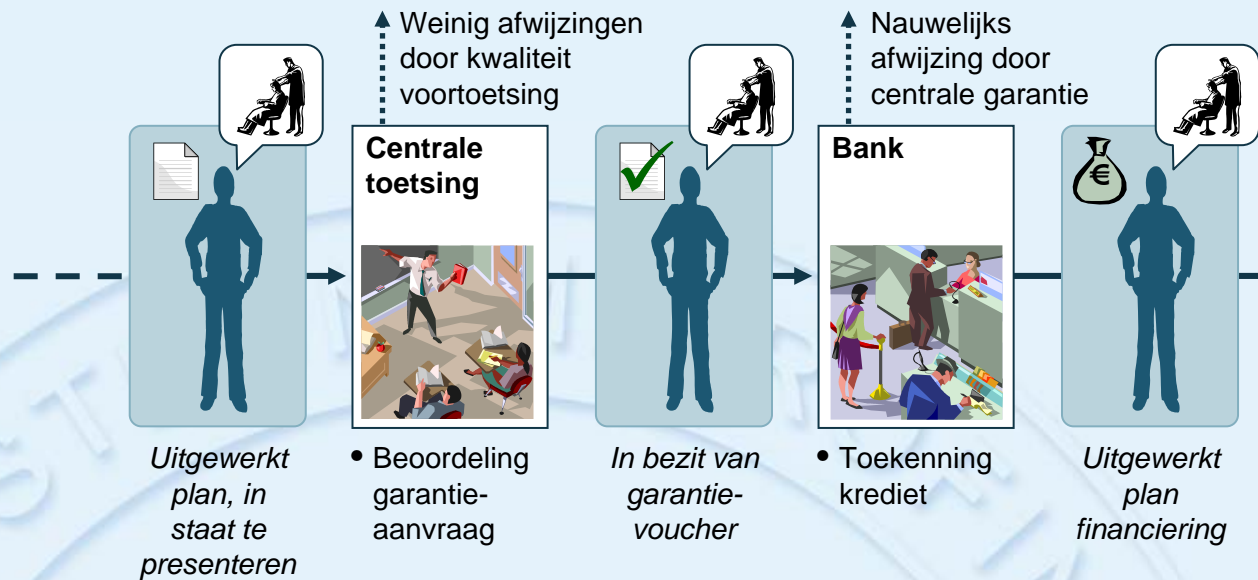 Weinig afwijzingen
door kwaliteit
voortoetsing
Nauwelijks
afwijzing door
centrale garantie
Centrale
toetsing
Bank
€
Uitgewerkt
plan, in
staat te
presenteren
• Beoordeling
garantie-
aanvraag
In bezit van
garantie-
voucher
• Toekenning
krediet
Uitgewerkt
plan
financiering